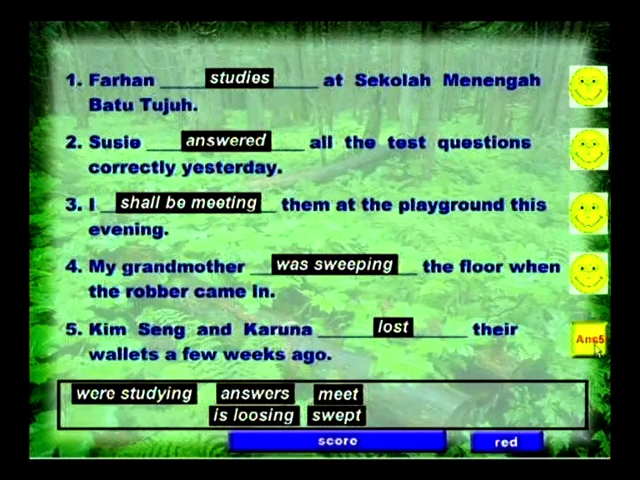 1. Farhan studies at Sekolah Menengah
Batu Tujuh.
2. Susie answered all the test questions
correctly yesterday.
3. I shall be meeting them at the playground this
evening.
4. My grandmother was sweeping the floor when
the robber came in.
5. Kim Seng and Karuna lost their
wallets a few weeks ago.
Ans5
were studying answers meet
is loosing swept
score red